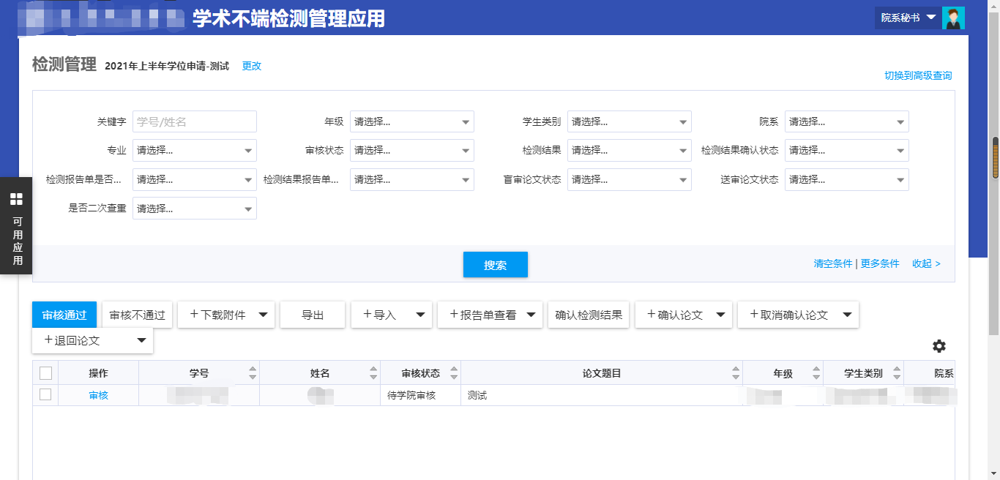 学术不端检测管理应用
院系秘书
检测管理 2021年上半年学位申请-测试 更改
切换到高级查询
关键字 学号/姓名 年级 请选择... 学生类别 请选择... 院系 请选择...
专业 请选择... 审核状态 请选择... 检测结果 请选择... 检测结果确认状态 请选择...
检测报告单是否... 请选择... 检测结果报告单... 请选择... 盲审论文状态 请选择... 送审论文状态 请选择...
是否二次查重 请选择...
可用应用
搜索 清空条件 | 更多条件 收起 >
审核通过 审核不通过 +下载附件 导出 +导入 +报告单查看 确认检测结果 +确认论文 +取消确认论文
+退回论文
操作 学号 姓名 审核状态 论文题目 年级 学生类别 院系
审核 待学院审核 测试